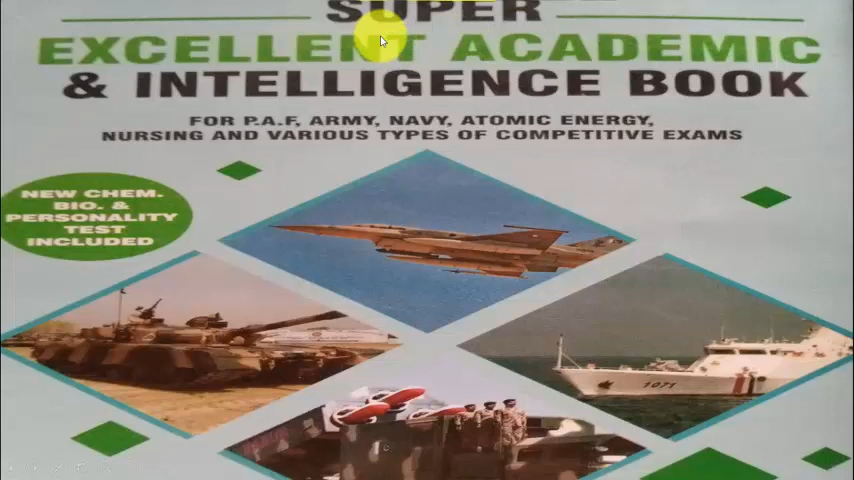 SUPER
EXCELLENT ACADEMIC
& INTELLIGENCE BOOK
FOR P.A.F, ARMY, NAVY, ATOMIC ENERGY,
NURSING AND VARIOUS TYPES OF COMPETITIVE EXAMS
NEW CHEM.
BIO. &
PERSONALITY
TEST
INCLUDED
1071